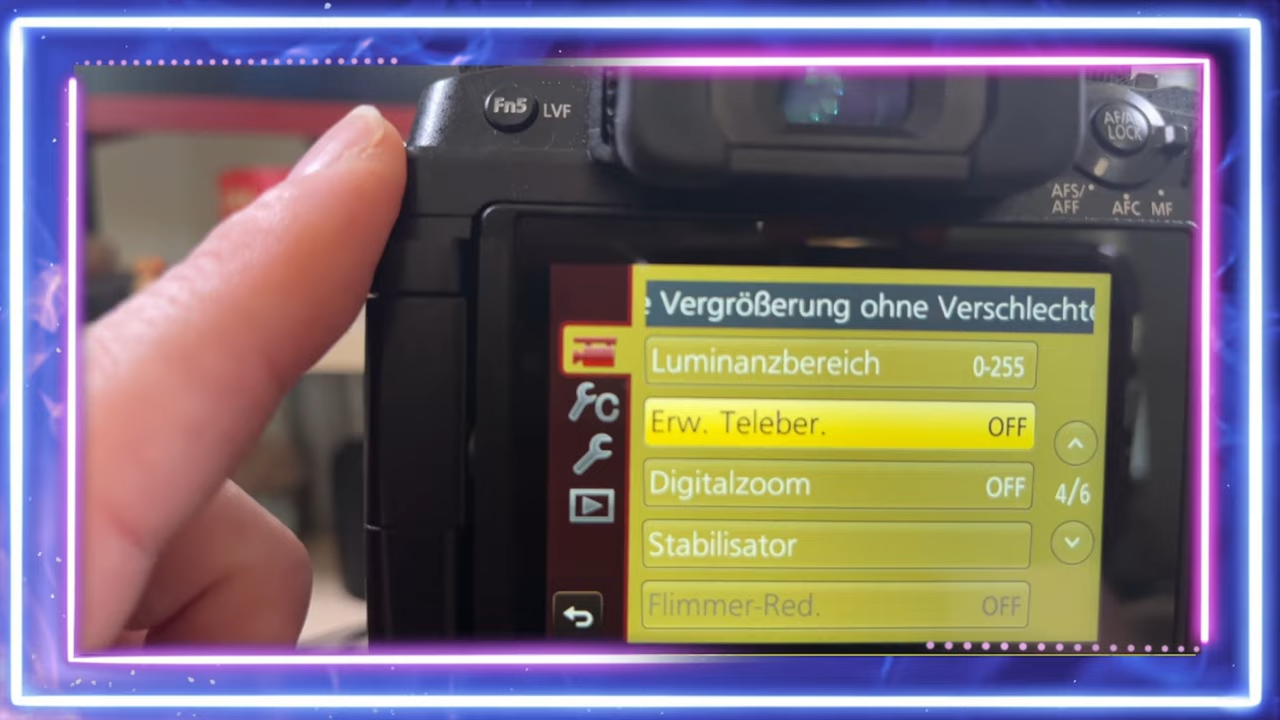 Fn5 LVF
AF/AE LOCK
AFS/AFF AFC MF
e Vergrößerung ohne Verschlechte
Luminanzbereich 0-255
Erw. Teleber. OFF
Digitalzoom OFF
4/6
Stabilisator
Flimmer-Red. OFF
C